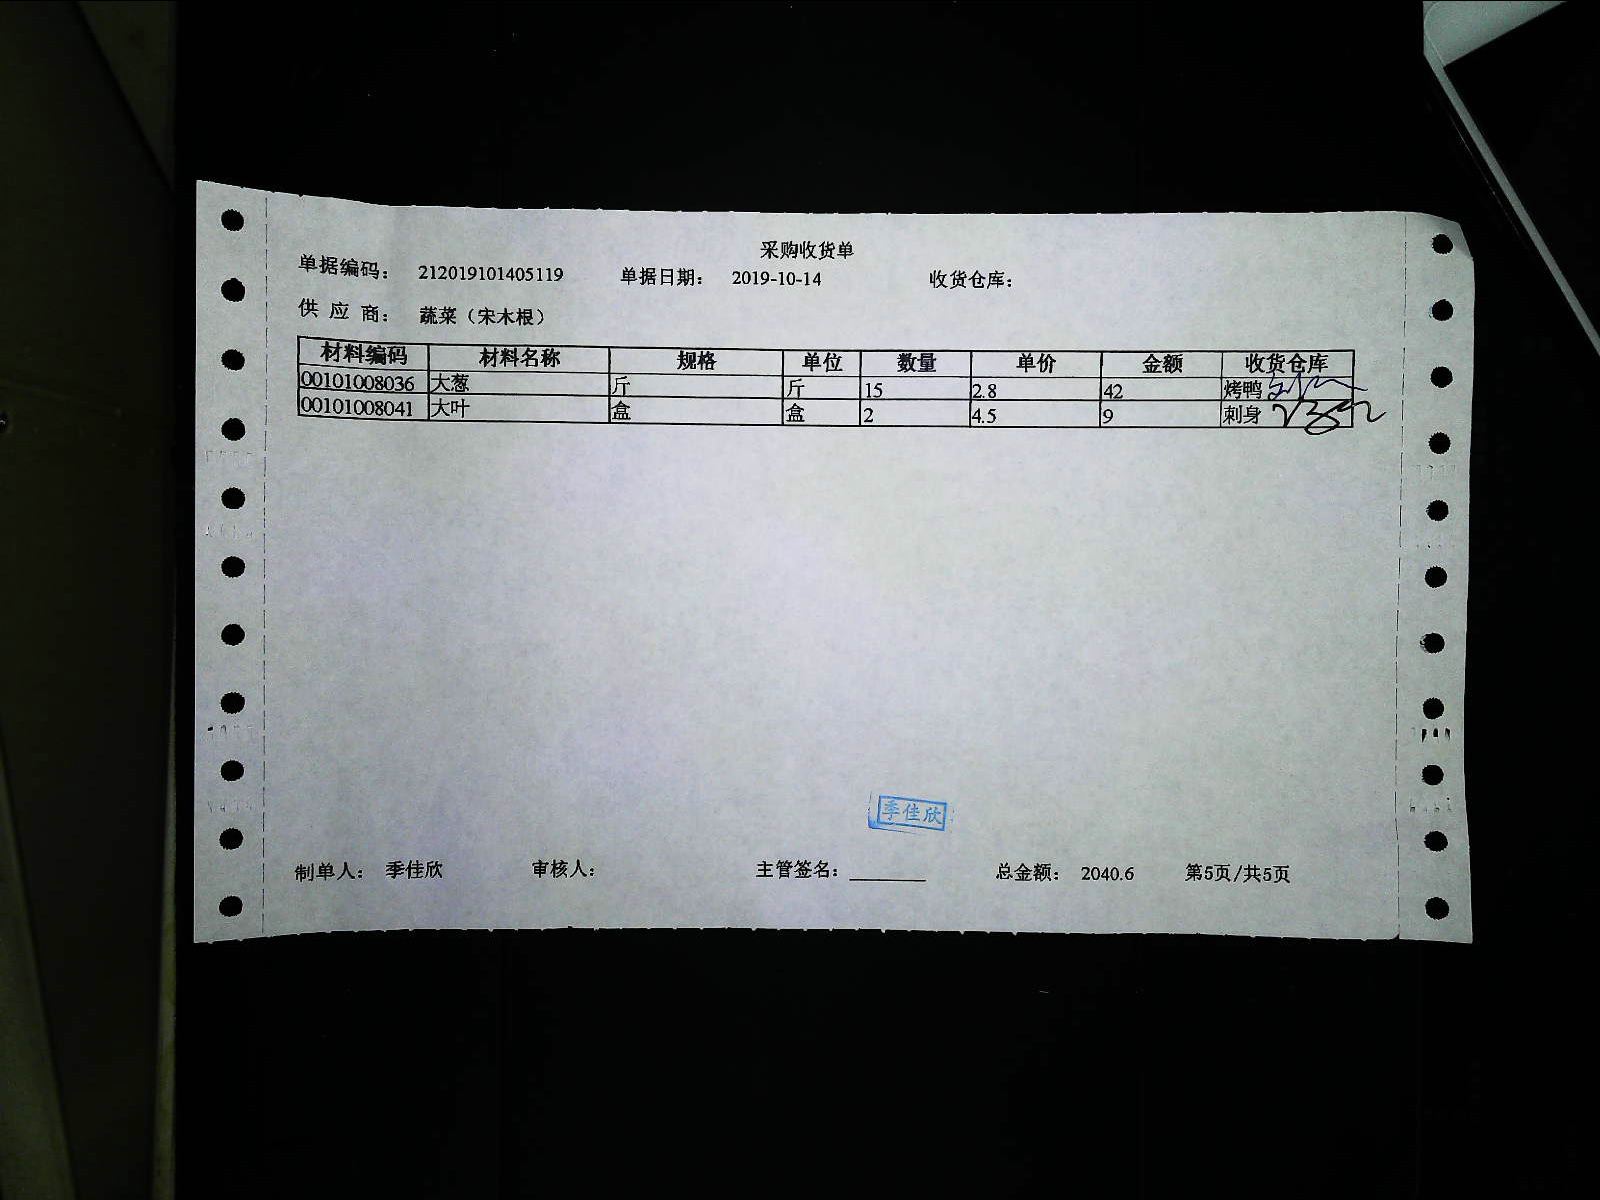 采购收货单
单据编码： 212019101405119 单据日期： 2019-10-14 收货仓库：
供 应 商： 蔬菜（宋木根）
材料编码 材料名称 规格 单位 数量 单价 金额 收货仓库
00101008036 大葱 斤 斤 15 2.8 42 烤鸭
00101008041 大叶 盒 盒 2 4.5 9 刺身
季佳欣
制单人： 季佳欣 审核人： 主管签名： 总金额： 2040.6 第5页/共5页